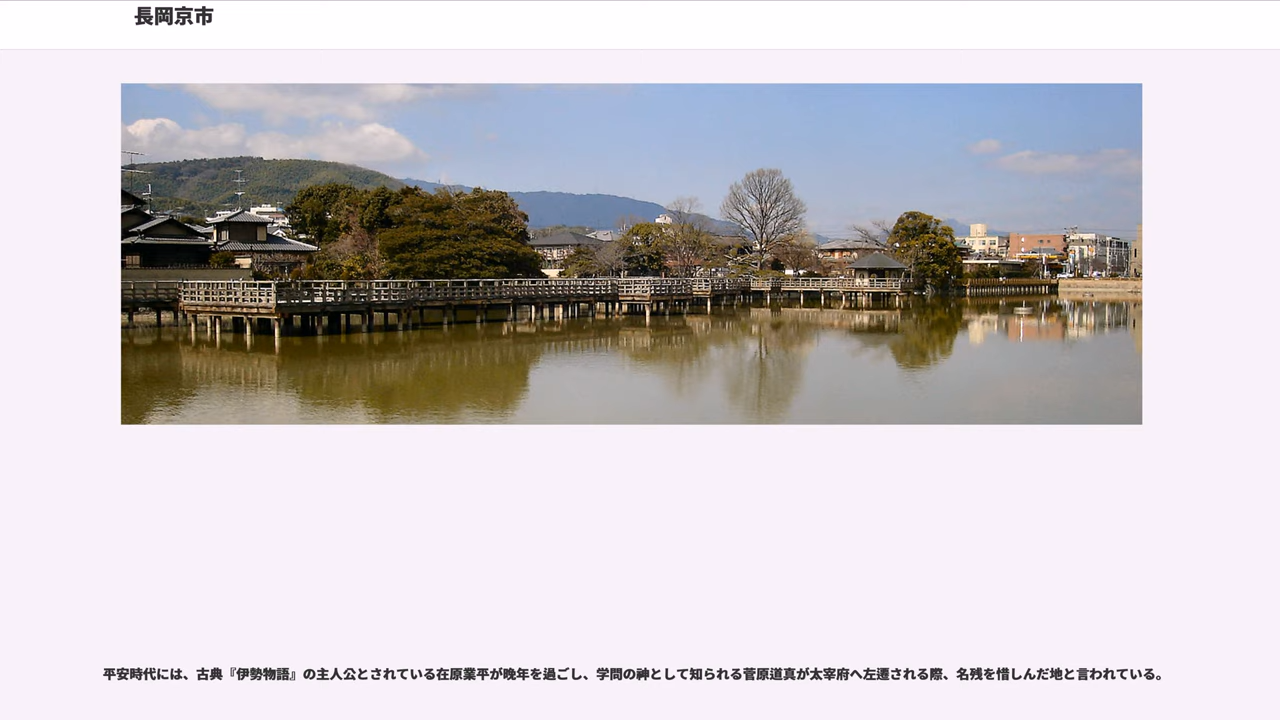 長岡京市
平安時代には、古典『伊勢物語』の主人公とされている在原業平が晩年を過ごし、学問の神として知られる菅原道真が太宰府へ左遷される際、名残を惜しんだ地と言われている。